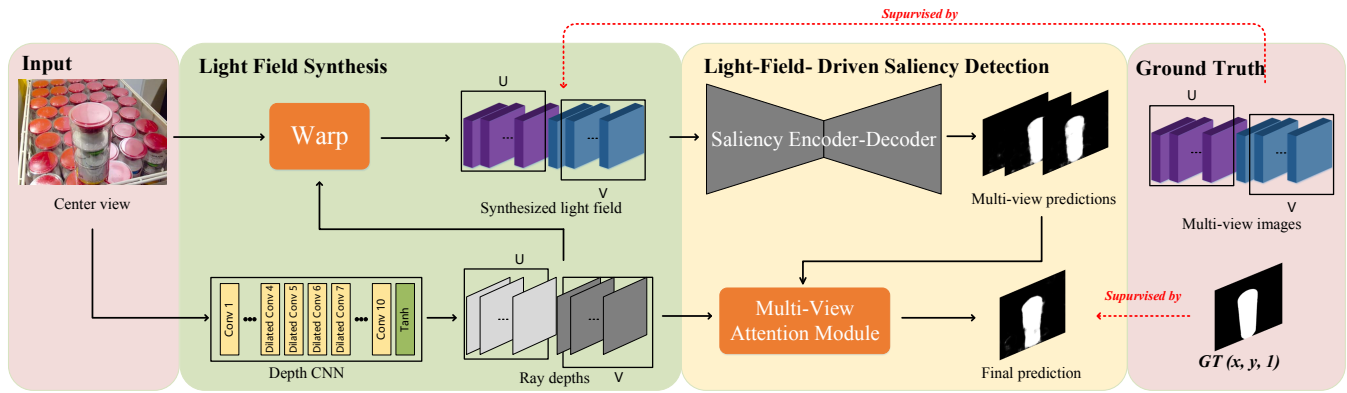 Supurvised by
Input
Light Field Synthesis
Light-Field- Driven Saliency Detection
Ground Truth
U
U
Warp
...
...
Saliency Encoder-Decoder
...
...
V
V
Center view
Synthesized light field
Multi-view predictions
Multi-view images
U
Conv 1
•••
Dilated Conv 4
Dilated Conv 5
Dilated Conv 6
Dilated Conv 7
•••
Conv 10
Tanh
...
...
Multi-View
Attention Module
Supurvised by
V
Depth CNN
Ray depths
Final prediction
GT (x, y, 1)